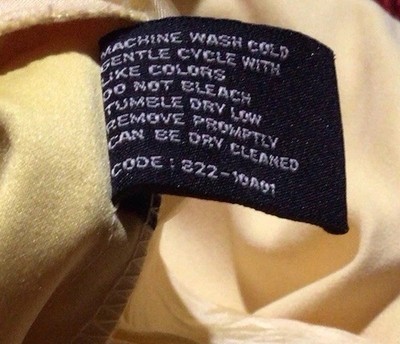 MACHINE WASH COLD
GENTLE CYCLE WITH
LIKE COLORS
DO NOT BLEACH
TUMBLE DRY LOW
REMOVE PROMPTLY
CAN BE DRY CLEANED
CODE : 822-10A01